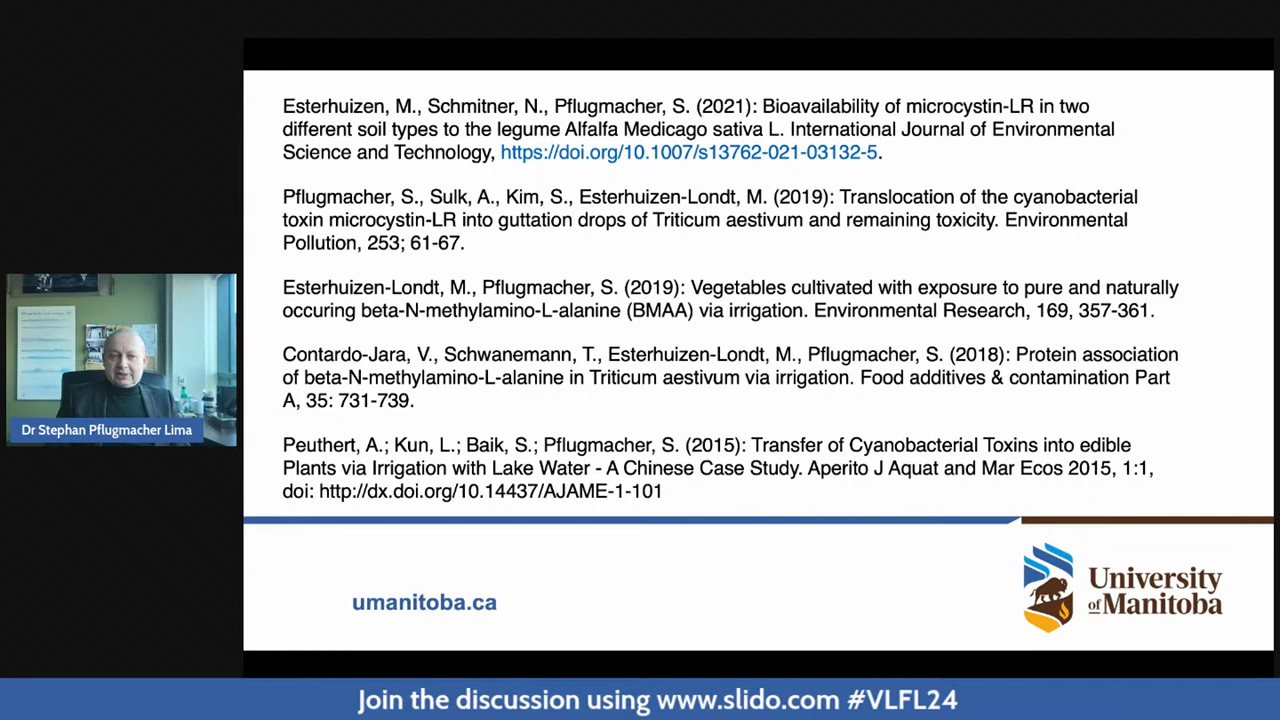 Esterhuizen, M., Schmitner, N., Pflugmacher, S. (2021): Bioavailability of microcystin-LR in two
different soil types to the legume Alfalfa Medicago sativa L. International Journal of Environmental
Science and Technology, https://doi.org/10.1007/s13762-021-03132-5.
Pflugmacher, S., Sulk, A., Kim, S., Esterhuizen-Londt, M. (2019): Translocation of the cyanobacterial
toxin microcystin-LR into guttation drops of Triticum aestivum and remaining toxicity. Environmental
Pollution, 253; 61-67.
Esterhuizen-Londt, M., Pflugmacher, S. (2019): Vegetables cultivated with exposure to pure and naturally
occuring beta-N-methylamino-L-alanine (BMAA) via irrigation. Environmental Research, 169, 357-361.
Contardo-Jara, V., Schwanemann, T., Esterhuizen-Londt, M., Pflugmacher, S. (2018): Protein association
of beta-N-methylamino-L-alanine in Triticum aestivum via irrigation. Food additives & contamination Part
A, 35: 731-739.
Peuthert, A.; Kun, L.; Baik, S.; Pflugmacher, S. (2015): Transfer of Cyanobacterial Toxins into edible
Plants via Irrigation with Lake Water - A Chinese Case Study. Aperito J Aquat and Mar Ecos 2015, 1:1,
doi: http://dx.doi.org/10.14437/AJAME-1-101
Dr Stephan Pflugmacher Lima
umanitoba.ca
University
of Manitoba
Join the discussion using www.slido.com #VLFL24